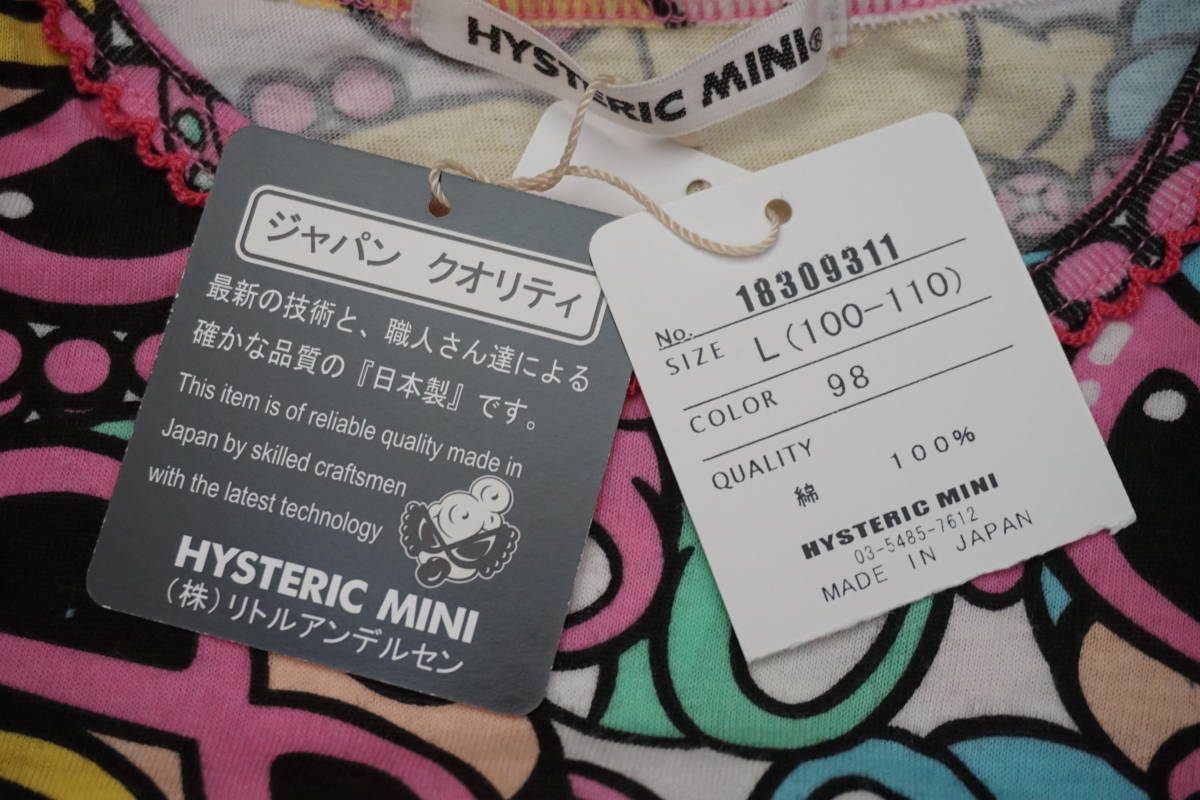 HYSTERIC MINI®
ジャパン クオリティ
最新の技術と、職人さん達による
確かな品質の『日本製』です。
This item is of reliable quality made in
Japan by skilled craftsmen
with the latest technology
HYSTERIC MINI
(株)リトルアンデルセン
No. 18309311
SIZE L(100-110)
COLOR 98
QUALITY
綿 100%
HYSTERIC MINI
03-5485-7612
MADE IN JAPAN